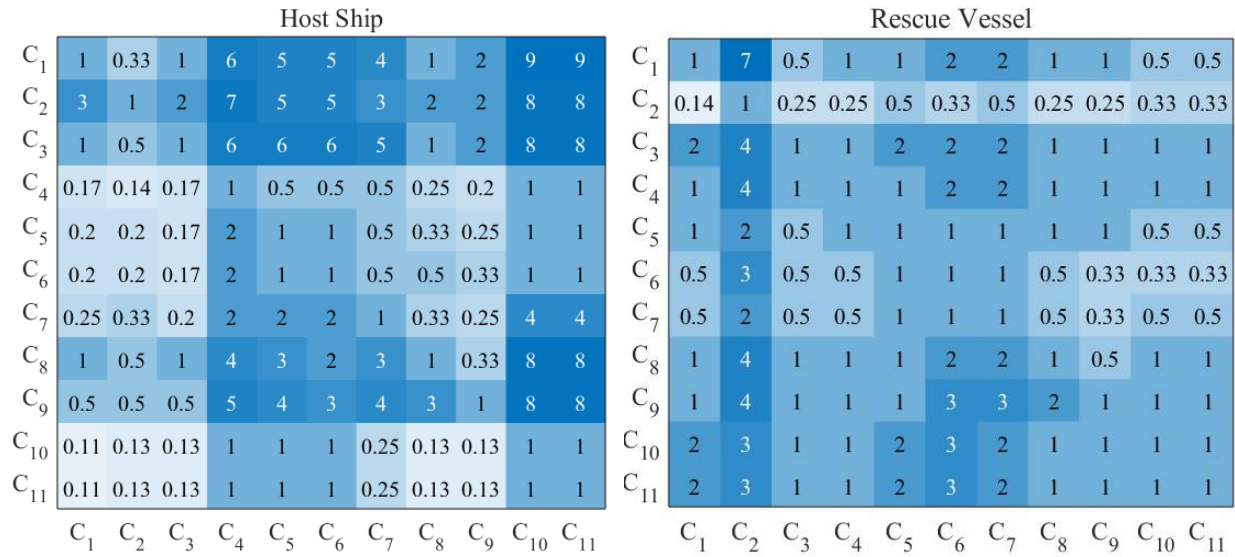 Host Ship
C1 1 0.33 1 6 5 5 4 1 2 9 9
C2 3 1 2 7 5 5 3 2 2 8 8
C3 1 0.5 1 6 6 6 5 1 2 8 8
C4 0.17 0.14 0.17 1 0.5 0.5 0.5 0.25 0.2 1 1
C5 0.2 0.2 0.17 2 1 1 0.5 0.33 0.25 1 1
C6 0.2 0.2 0.17 2 1 1 0.5 0.5 0.33 1 1
C7 0.25 0.33 0.2 2 2 2 1 0.33 0.25 4 4
C8 1 0.5 1 4 3 2 3 1 0.33 8 8
C9 0.5 0.5 0.5 5 4 3 4 3 1 8 8
C10 0.11 0.13 0.13 1 1 1 0.25 0.13 0.13 1 1
C11 0.11 0.13 0.13 1 1 1 0.25 0.13 0.13 1 1
C1 C2 C3 C4 C5 C6 C7 C8 C9 C10 C11
Rescue Vessel
C1 1 7 0.5 1 1 2 2 1 1 0.5 0.5
C2 0.14 1 0.25 0.25 0.5 0.33 0.5 0.25 0.25 0.33 0.33
C3 2 4 1 1 2 2 2 1 1 1 1
C4 1 4 1 1 1 2 2 1 1 1 1
C5 1 2 0.5 1 1 1 1 1 1 0.5 0.5
C6 0.5 3 0.5 0.5 1 1 1 0.5 0.33 0.33 0.33
C7 0.5 2 0.5 0.5 1 1 1 0.5 0.33 0.5 0.5
C8 1 4 1 1 1 2 2 1 0.5 1 1
C9 1 4 1 1 1 3 3 2 1 1 1
C10 2 3 1 1 2 3 2 1 1 1 1
C11 2 3 1 1 2 3 2 1 1 1 1
C1 C2 C3 C4 C5 C6 C7 C8 C9 C10 C11